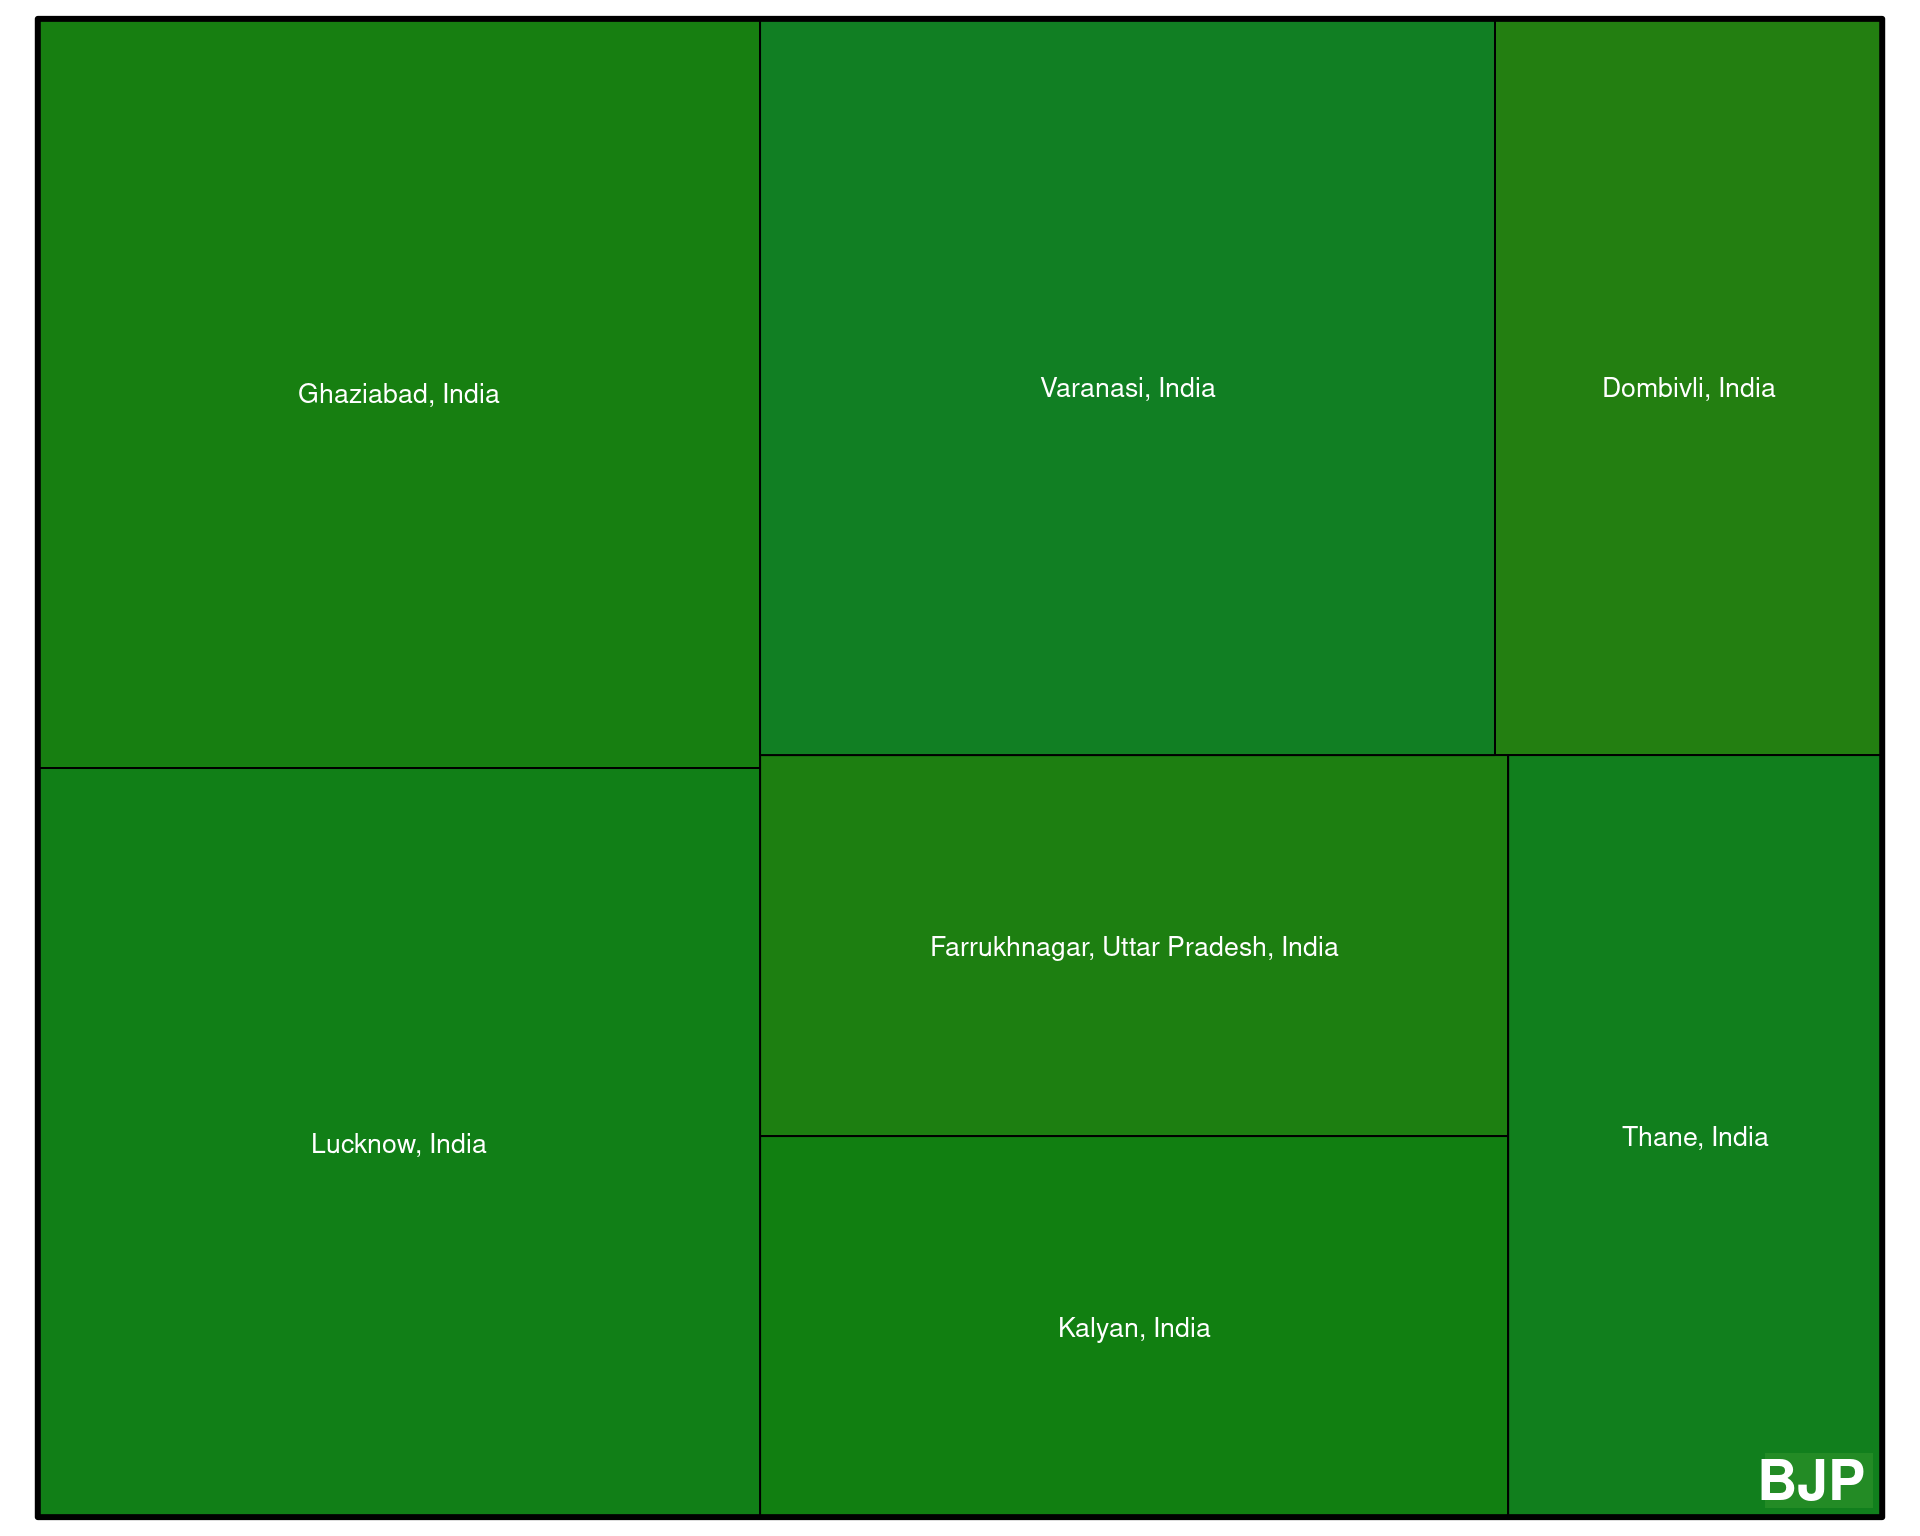 Ghaziabad, India
Varanasi, India
Dombivli, India
Lucknow, India
Farrukhnagar, Uttar Pradesh, India
Kalyan, India
Thane, India
BJP